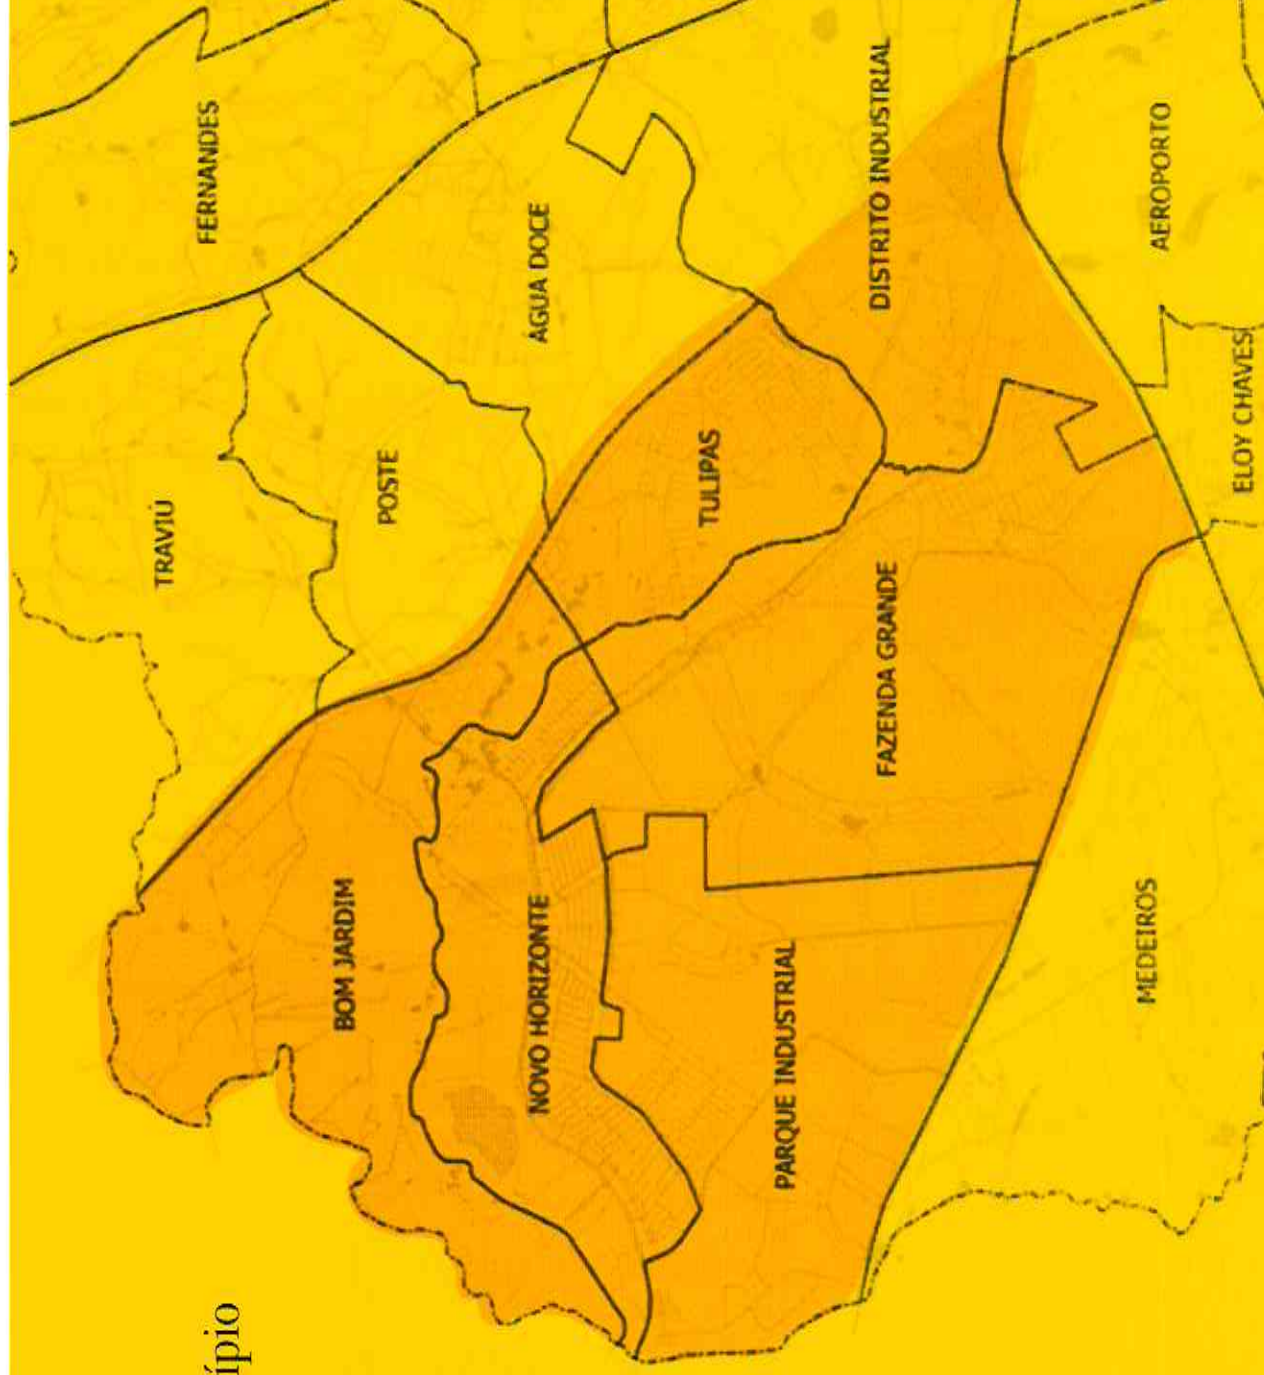 ípio
TRAVIÚ
FERNANDES
POSTE
ÁGUA DOCE
BOM JARDIM
NOVO HORIZONTE
TULIPAS
PARQUE INDUSTRIAL
FAZENDA GRANDE
DISTRITO INDUSTRIAL
MEDEIROS
ELOY CHAVES
AEROPORTO